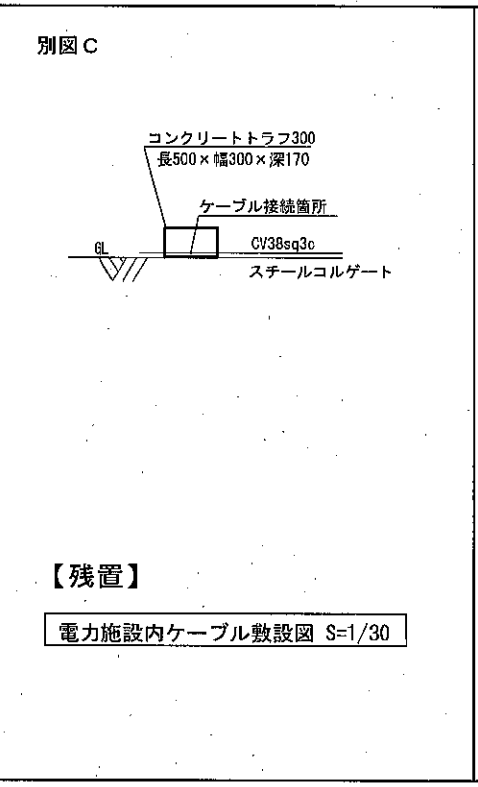 別図C
コンクリートトラフ300
長500×幅300×深170
ケーブル接続箇所
GL
CV38sq3c
スチールコルゲート
【残置】
電力施設内ケーブル敷設図 S=1/30